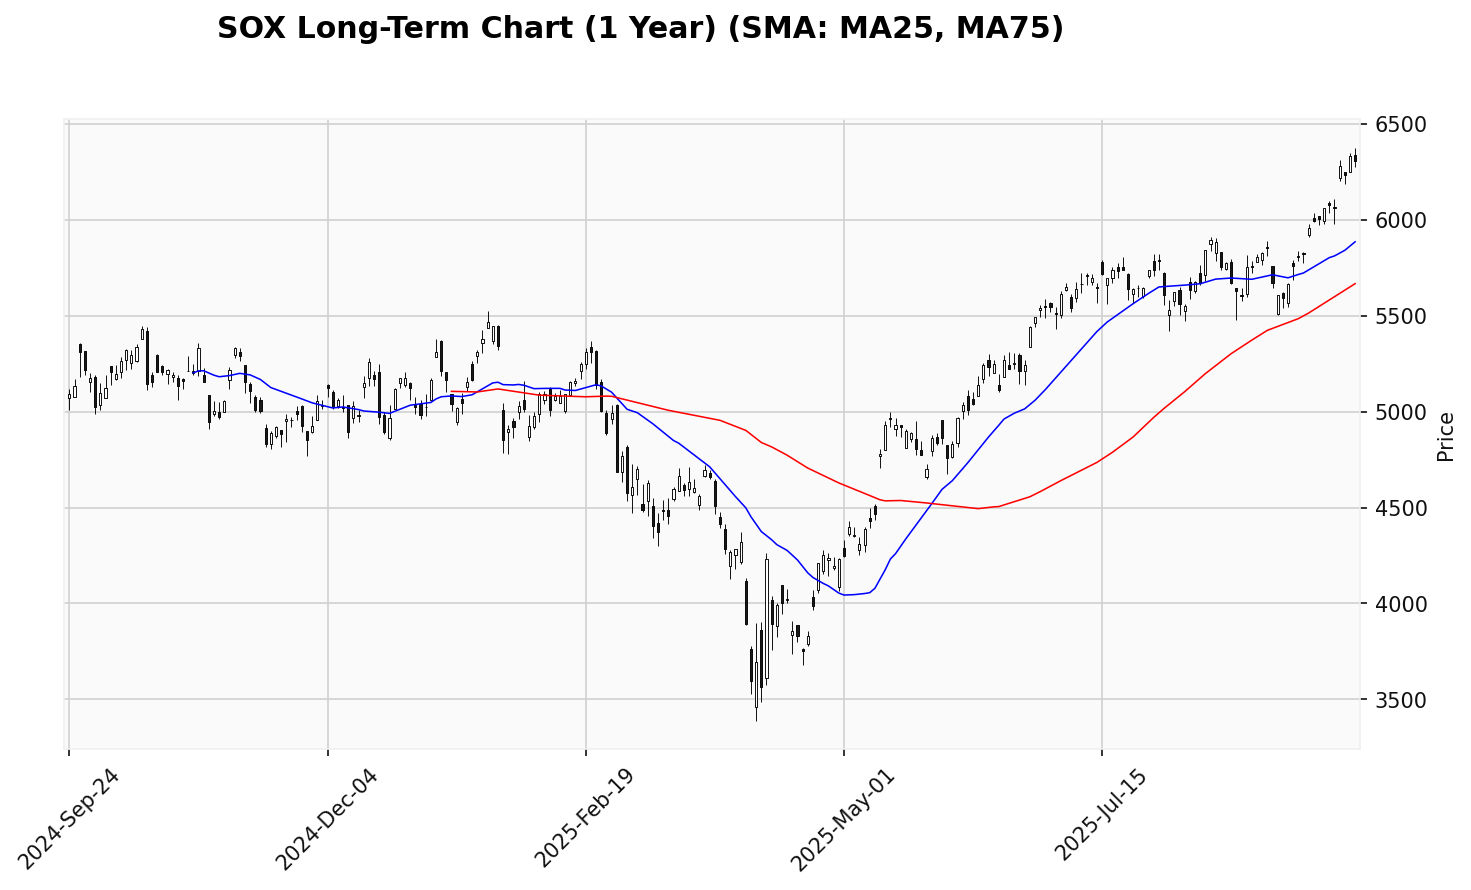 SOX Long-Term Chart (1 Year) (SMA: MA25, MA75)
6500
6000
5500
5000
4500
4000
3500
Price
2024-Sep-24
2024-Dec-04
2025-Feb-19
2025-May-01
2025-Jul-15